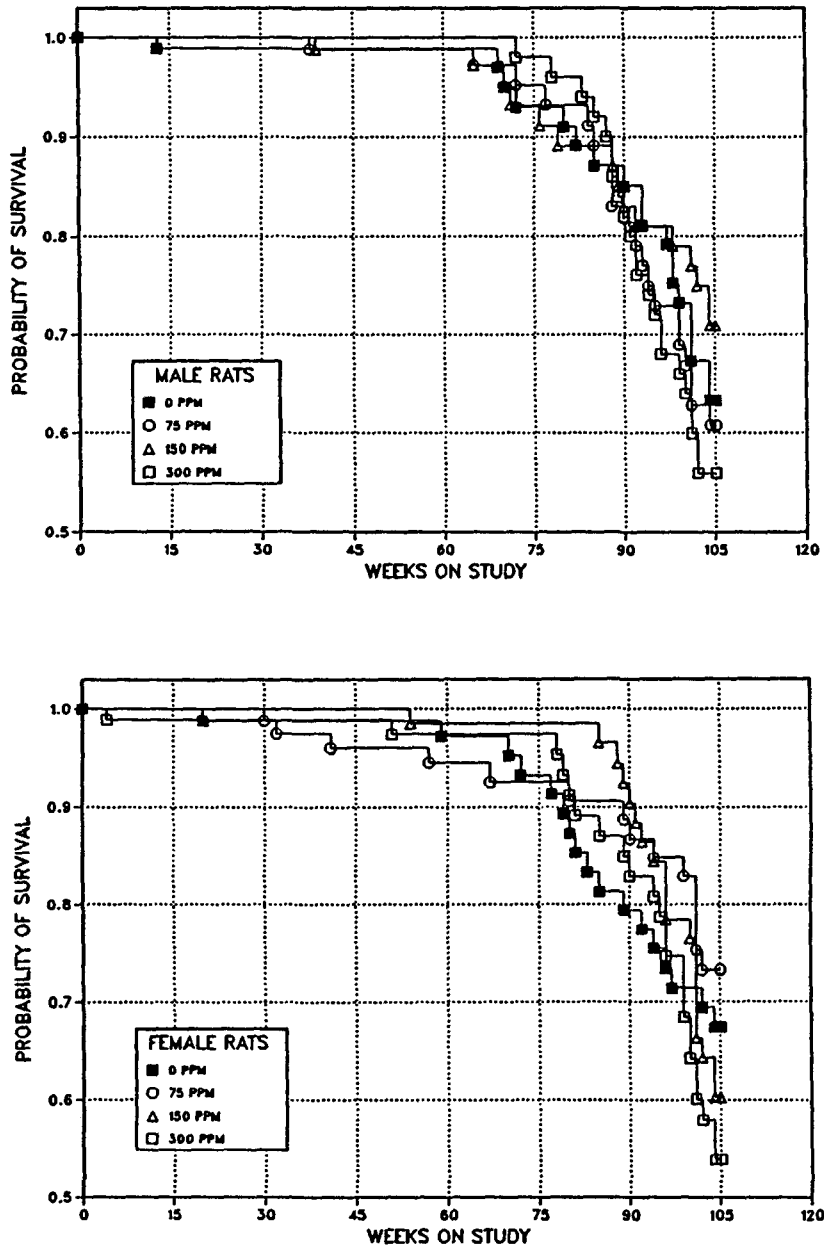 PROBABILITY OF SURVIVAL
1.0
0.9
0.8
0.7
0.6
0.5
MALE RATS
0 PPM
75 PPM
150 PPM
300 PPM
0 15 30 45 60 75 90 105 120
WEEKS ON STUDY
PROBABILITY OF SURVIVAL
1.0
0.9
0.8
0.7
0.6
0.5
FEMALE RATS
0 PPM
75 PPM
150 PPM
300 PPM
0 15 30 45 60 75 90 105 120
WEEKS ON STUDY